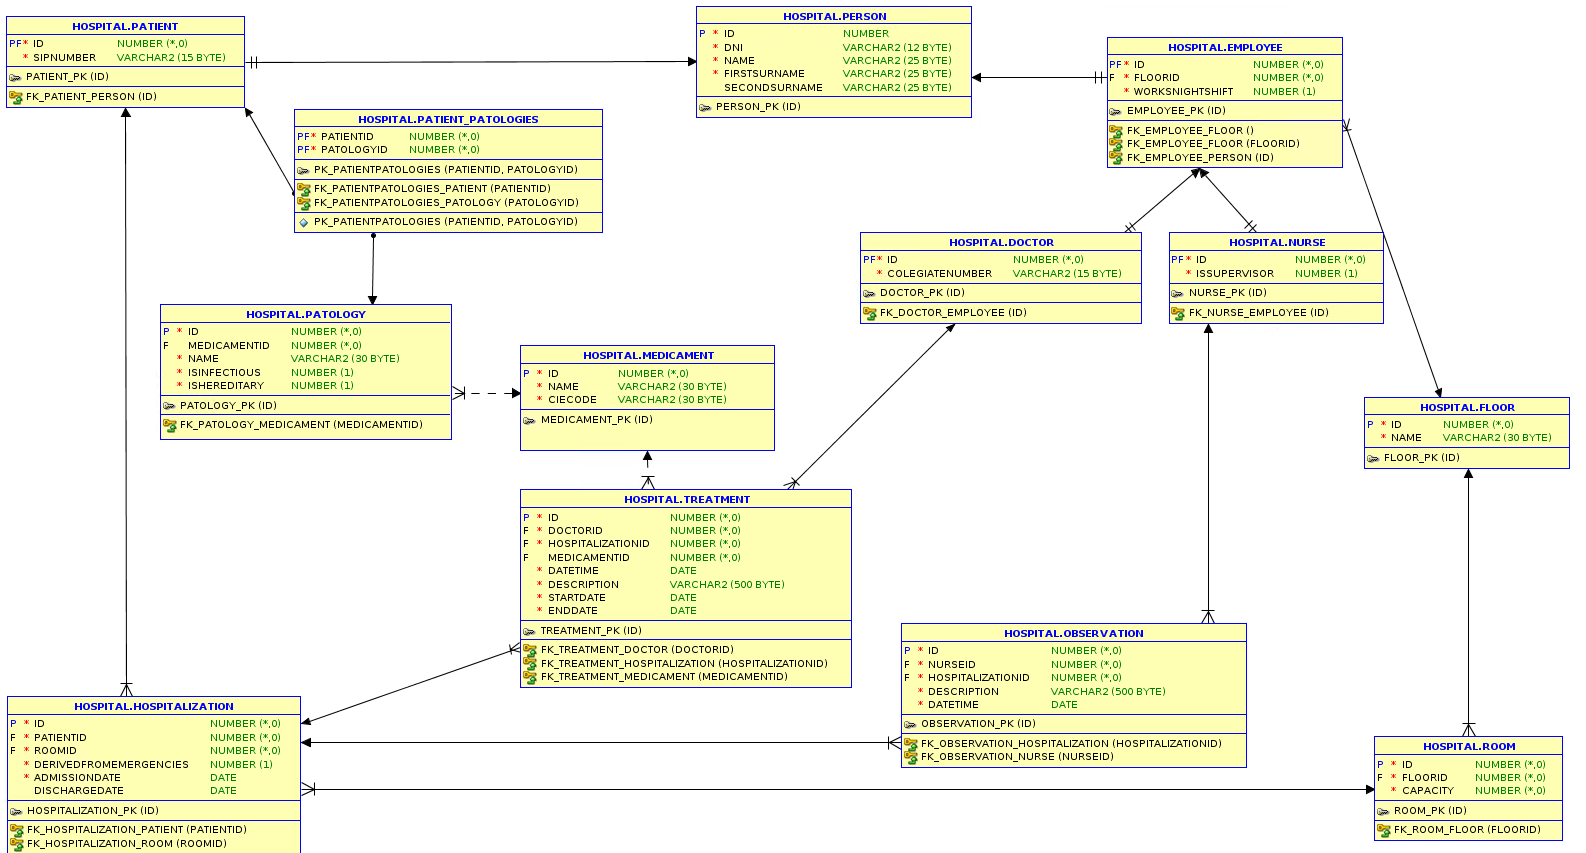 HOSPITAL.PATIENT
PF* ID NUMBER (*,0)
* SIPNUMBER VARCHAR2 (15 BYTE)
PATIENT_PK (ID)
FK_PATIENT_PERSON (ID)
HOSPITAL.PERSON
P * ID NUMBER
* DNI VARCHAR2 (12 BYTE)
* NAME VARCHAR2 (25 BYTE)
* FIRSTSURNAME VARCHAR2 (25 BYTE)
SECONDSURNAME VARCHAR2 (25 BYTE)
PERSON_PK (ID)
HOSPITAL.EMPLOYEE
PF* ID NUMBER (*,0)
F * FLOORID NUMBER (*,0)
* WORKSNIGHTSHIFT NUMBER (1)
EMPLOYEE_PK (ID)
FK_EMPLOYEE_FLOOR ()
FK_EMPLOYEE_FLOOR (FLOORID)
FK_EMPLOYEE_PERSON (ID)
HOSPITAL.PATIENT_PATOLOGIES
PF* PATIENTID NUMBER (*,0)
PF* PATOLOGYID NUMBER (*,0)
PK_PATIENTPATOLOGIES (PATIENTID, PATOLOGYID)
FK_PATIENTPATOLOGIES_PATIENT (PATIENTID)
FK_PATIENTPATOLOGIES_PATOLOGY (PATOLOGYID)
PK_PATIENTPATOLOGIES (PATIENTID, PATOLOGYID)
HOSPITAL.DOCTOR
PF* ID NUMBER (*,0)
* COLEGIATENUMBER VARCHAR2 (15 BYTE)
DOCTOR_PK (ID)
FK_DOCTOR_EMPLOYEE (ID)
HOSPITAL.NURSE
PF* ID NUMBER (*,0)
* ISSUPERVISOR NUMBER (1)
NURSE_PK (ID)
FK_NURSE_EMPLOYEE (ID)
HOSPITAL.PATOLOGY
P * ID NUMBER (*,0)
F MEDICAMENTID NUMBER (*,0)
* NAME VARCHAR2 (30 BYTE)
* ISINFECTIOUS NUMBER (1)
* ISHEREDITARY NUMBER (1)
PATOLOGY_PK (ID)
FK_PATOLOGY_MEDICAMENT (MEDICAMENTID)
HOSPITAL.MEDICAMENT
P * ID NUMBER (*,0)
* NAME VARCHAR2 (30 BYTE)
* CIECODE VARCHAR2 (30 BYTE)
MEDICAMENT_PK (ID)
HOSPITAL.FLOOR
P * ID NUMBER (*,0)
* NAME VARCHAR2 (30 BYTE)
FLOOR_PK (ID)
HOSPITAL.TREATMENT
P * ID NUMBER (*,0)
F * DOCTORID NUMBER (*,0)
F * HOSPITALIZATIONID NUMBER (*,0)
F MEDICAMENTID NUMBER (*,0)
* DATETIME DATE
* DESCRIPTION VARCHAR2 (500 BYTE)
* STARTDATE DATE
* ENDDATE DATE
TREATMENT_PK (ID)
FK_TREATMENT_DOCTOR (DOCTORID)
FK_TREATMENT_HOSPITALIZATION (HOSPITALIZATIONID)
FK_TREATMENT_MEDICAMENT (MEDICAMENTID)
HOSPITAL.OBSERVATION
P * ID NUMBER (*,0)
F * NURSEID NUMBER (*,0)
F * HOSPITALIZATIONID NUMBER (*,0)
* DESCRIPTION VARCHAR2 (500 BYTE)
* DATETIME DATE
OBSERVATION_PK (ID)
FK_OBSERVATION_HOSPITALIZATION (HOSPITALIZATIONID)
FK_OBSERVATION_NURSE (NURSEID)
HOSPITAL.HOSPITALIZATION
P * ID NUMBER (*,0)
F * PATIENTID NUMBER (*,0)
F * ROOMID NUMBER (*,0)
* DERIVEDFROMEMERGENCIES NUMBER (1)
* ADMISSIONDATE DATE
DISCHARGEDATE DATE
HOSPITALIZATION_PK (ID)
FK_HOSPITALIZATION_PATIENT (PATIENTID)
FK_HOSPITALIZATION_ROOM (ROOMID)
HOSPITAL.ROOM
P * ID NUMBER (*,0)
F * FLOORID NUMBER (*,0)
* CAPACITY NUMBER (*,0)
ROOM_PK (ID)
FK_ROOM_FLOOR (FLOORID)